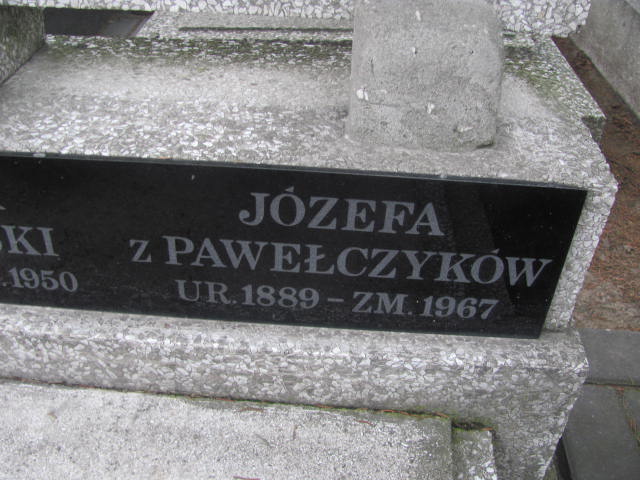 JÓZEFA
z PAWEŁCZYKÓW
UR. 1889 – ZM. 1967
SKI
1950